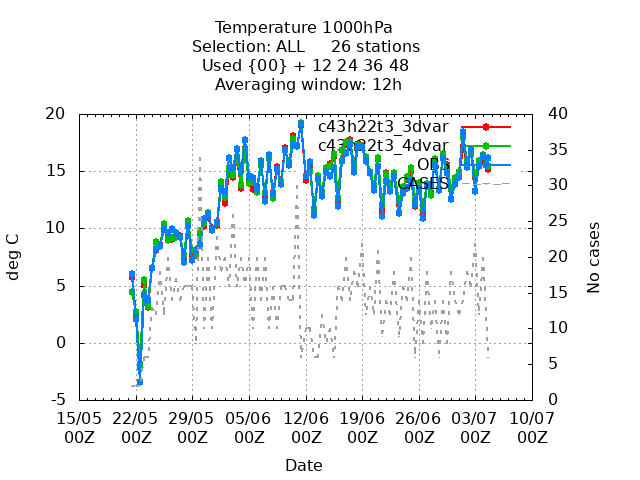 Temperature 1000hPa
Selection: ALL     26 stations
Used {00} + 12 24 36 48
Averaging window: 12h
c43h22t3_3dvar
c43h22t3_4dvar
OBS
CASES
deg C
No cases
20
15
10
5
0
-5
40
35
30
25
20
15
10
5
0
15/05 22/05 29/05 05/06 12/06 19/06 26/06 03/07 10/07
00Z 00Z 00Z 00Z 00Z 00Z 00Z 00Z 00Z
Date